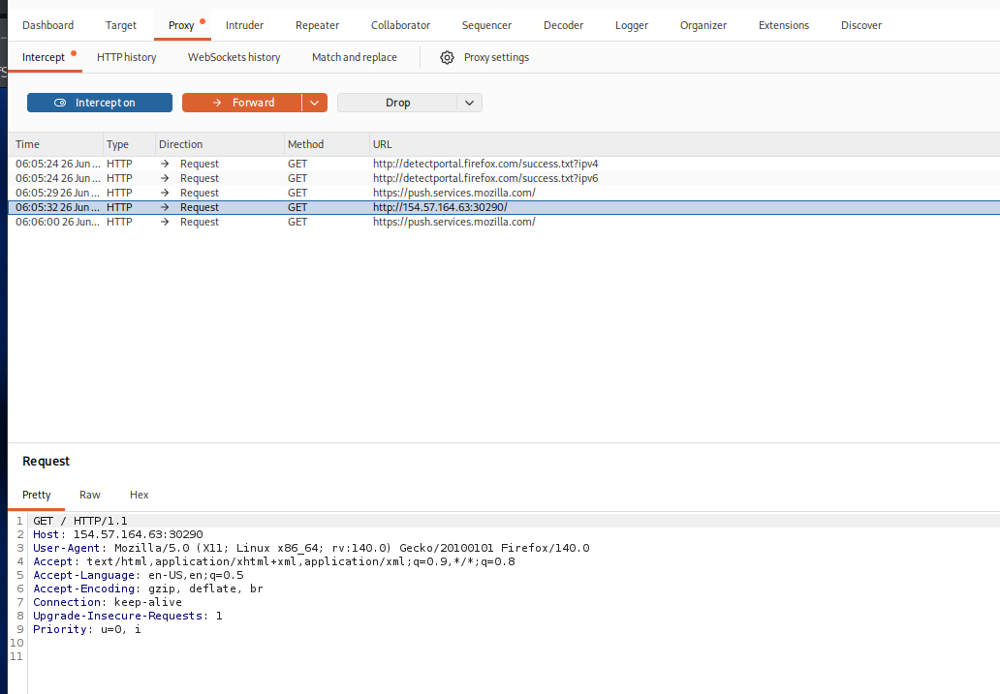 Dashboard Target Proxy Intruder Repeater Collaborator Sequencer Decoder Logger Organizer Extensions Discover
Intercept HTTP history WebSockets history Match and replace Proxy settings
Intercept on Forward Drop
Time Type Direction Method URL
06:05:24 26 Jun ... HTTP → Request GET http://detectportal.firefox.com/success.txt?ipv4
06:05:24 26 Jun ... HTTP → Request GET http://detectportal.firefox.com/success.txt?ipv6
06:05:29 26 Jun ... HTTP → Request GET https://push.services.mozilla.com/
06:05:32 26 Jun ... HTTP → Request GET http://154.57.164.63:30290/
06:06:00 26 Jun... HTTP → Request GET https://push.services.mozilla.com/
Request
Pretty Raw Hex
1 GET / HTTP/1.1
2 Host: 154.57.164.63:30290
3 User-Agent: Mozilla/5.0 (X11; Linux x86_64; rv:140.0) Gecko/20100101 Firefox/140.0
4 Accept: text/html,application/xhtml+xml,application/xml;q=0.9,*/*;q=0.8
5 Accept-Language: en-US,en;q=0.5
6 Accept-Encoding: gzip, deflate, br
7 Connection: keep-alive
8 Upgrade-Insecure-Requests: 1
9 Priority: u=0, i
10
11